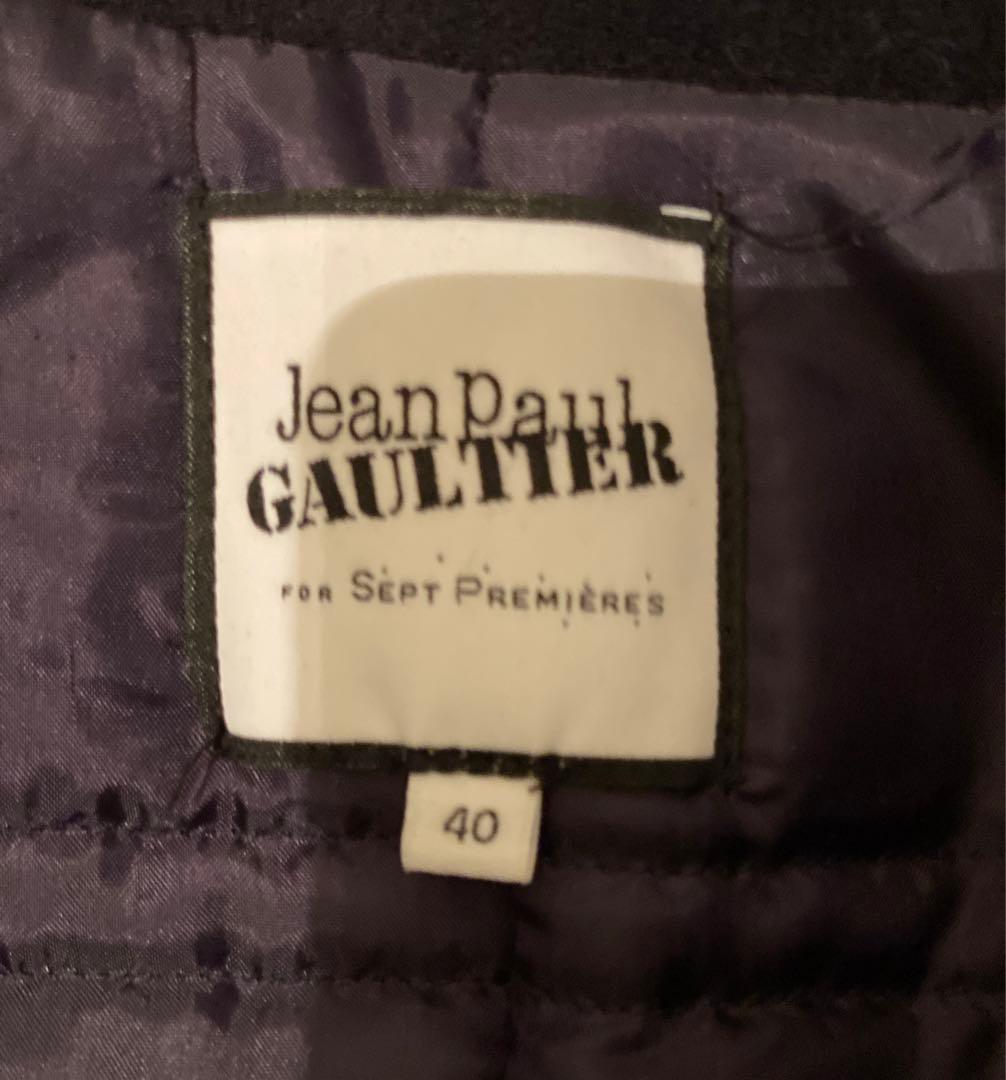 Jean Paul
GAULTIER
FOR SEPT PREMIÈRES
40